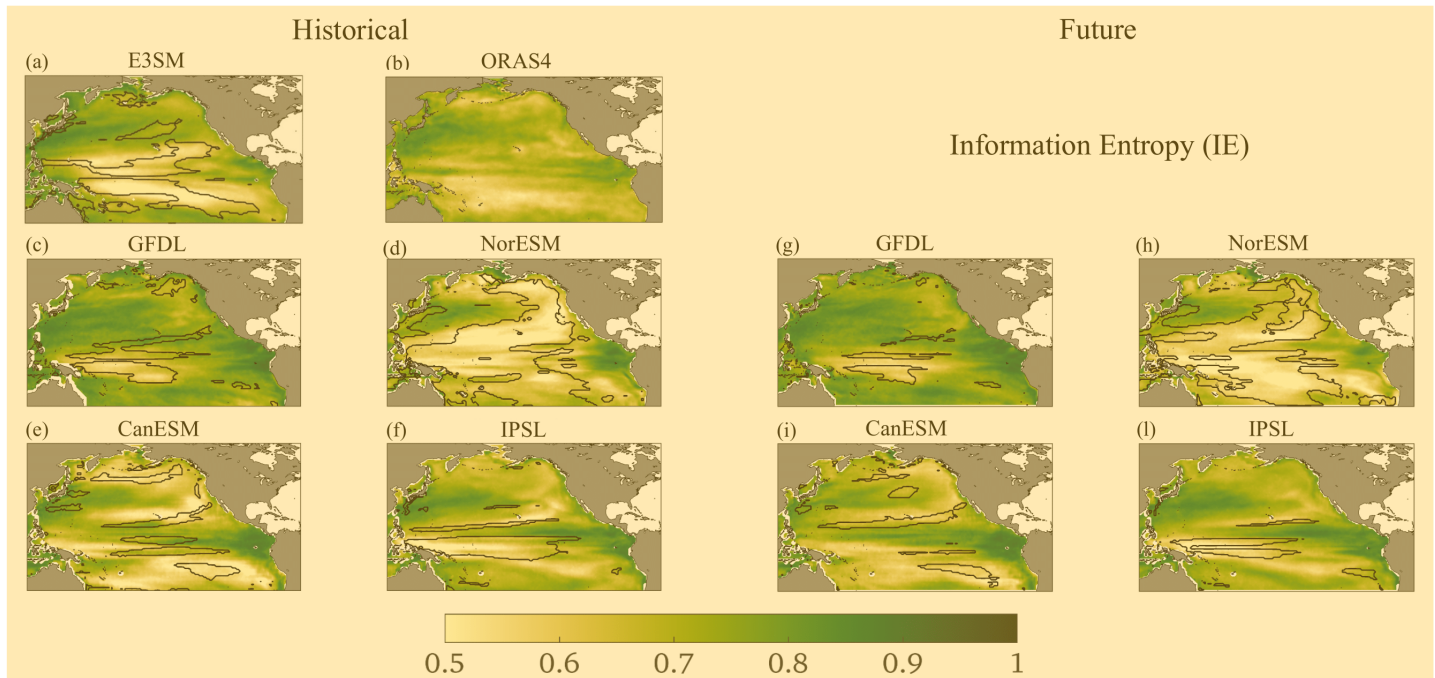 Historical
Future
(a) E3SM
(b) ORAS4
Information Entropy (IE)
(c) GFDL
(d) NorESM
(g) GFDL
(h) NorESM
(e) CanESM
(f) IPSL
(i) CanESM
(l) IPSL
0.5 0.6 0.7 0.8 0.9 1